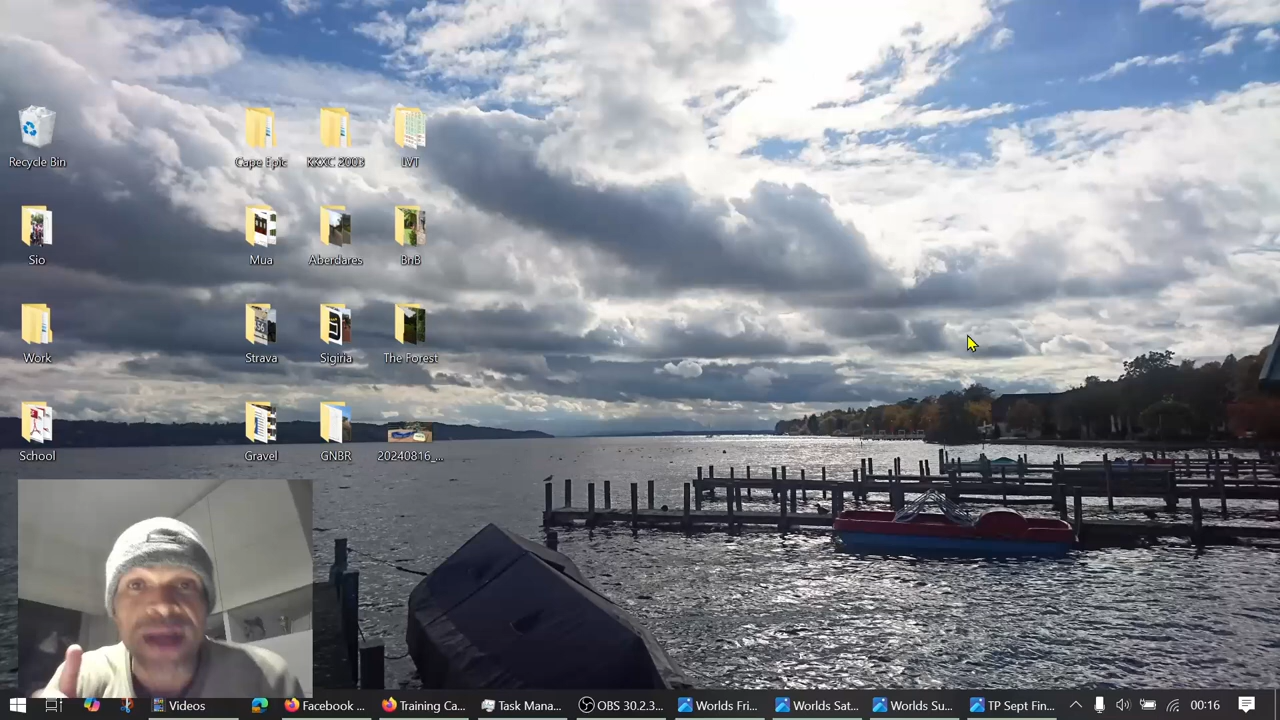 Recycle Bin
Cape Epic
KKXC 2003
LVT
Sio
Mua
Aberdares
BnB
Work
Strava
Sigiria
The Forest
School
Gravel
GNBR
20240816_...
Videos
Facebook ...
Training Ca...
Task Ma...
OBS 30.2.3...
Worlds Fri...
Worlds Sat...
Worlds Su...
TP Sept Fin...
00:16